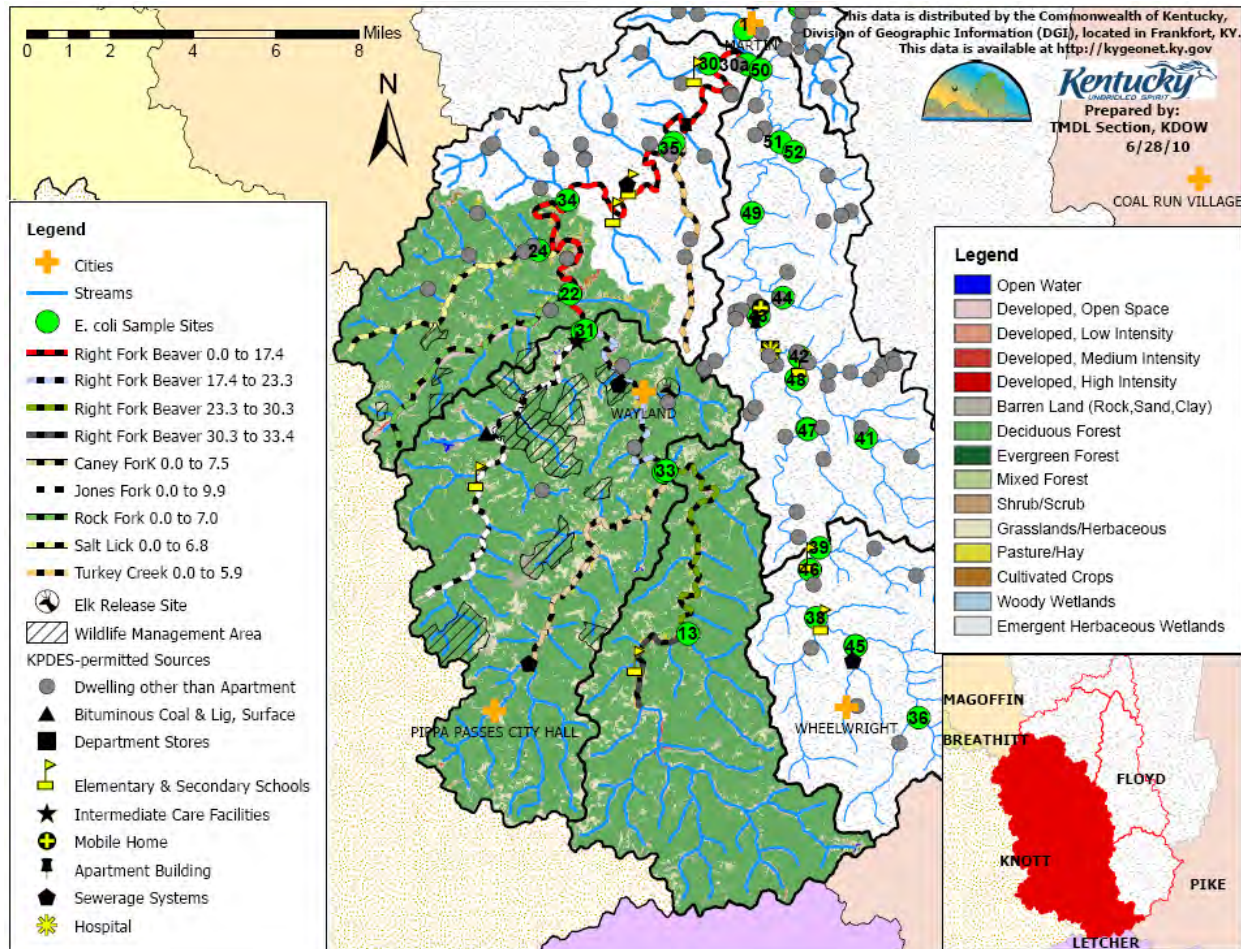 Miles
0 1 2 4 6 8
N
This data is distributed by the Commonwealth of Kentucky,
Division of Geographic Information (DGI), located in Frankfort, KY.
This data is available at http://kygeonet.ky.gov
Kentucky
UNBRIDLED SPIRIT
Prepared by:
TMDL Section, KDOW
6/28/10
COAL RUN VILLAGE
MARTIN
1
30
30a
50
35
51
52
34
49
24
22
44
43
31
42
48
WAYLAND
47
41
33
39
46
38
13
45
PIPPA PASSES CITY HALL
WHEELWRIGHT
36
Legend
Cities
Streams
E. coli Sample Sites
Right Fork Beaver 0.0 to 17.4
Right Fork Beaver 17.4 to 23.3
Right Fork Beaver 23.3 to 30.3
Right Fork Beaver 30.3 to 33.4
Caney ForK 0.0 to 7.5
Jones Fork 0.0 to 9.9
Rock Fork 0.0 to 7.0
Salt Lick 0.0 to 6.8
Turkey Creek 0.0 to 5.9
Elk Release Site
Wildlife Management Area
KPDES-permitted Sources
Dwelling other than Apartment
Bituminous Coal & Lig, Surface
Department Stores
Elementary & Secondary Schools
Intermediate Care Facilities
Mobile Home
Apartment Building
Sewerage Systems
Hospital
Legend
Open Water
Developed, Open Space
Developed, Low Intensity
Developed, Medium Intensity
Developed, High Intensity
Barren Land (Rock,Sand,Clay)
Deciduous Forest
Evergreen Forest
Mixed Forest
Shrub/Scrub
Grasslands/Herbaceous
Pasture/Hay
Cultivated Crops
Woody Wetlands
Emergent Herbaceous Wetlands
MAGOFFIN
BREATHITT
FLOYD
KNOTT
PIKE
LETCHER